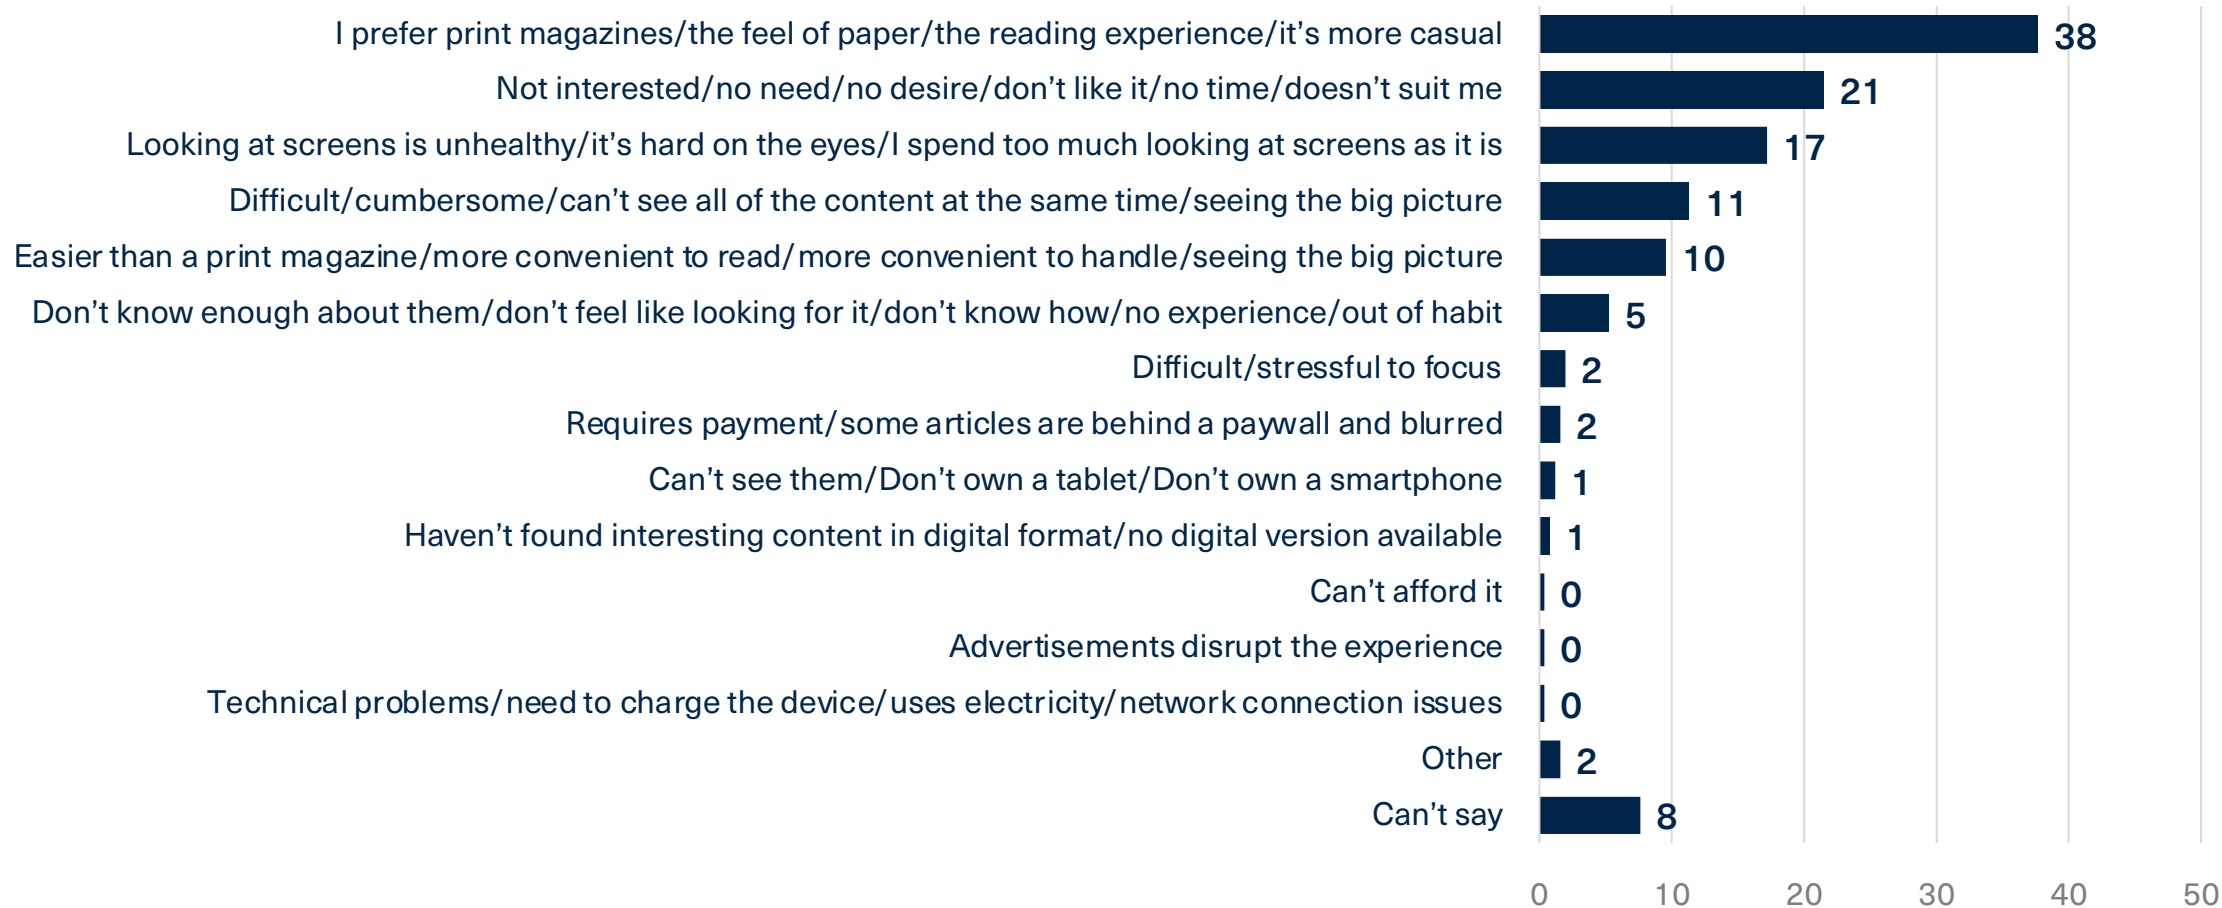 I prefer print magazines/the feel of paper/the reading experience/it’s more casual 38
Not interested/no need/no desire/don’t like it/no time/doesn’t suit me 21
Looking at screens is unhealthy/it’s hard on the eyes/I spend too much looking at screens as it is 17
Difficult/cumbersome/can’t see all of the content at the same time/seeing the big picture 11
Easier than a print magazine/more convenient to read/more convenient to handle/seeing the big picture 10
Don’t know enough about them/don’t feel like looking for it/don’t know how/no experience/out of habit 5
Difficult/stressful to focus 2
Requires payment/some articles are behind a paywall and blurred 2
Can’t see them/Don’t own a tablet/Don’t own a smartphone 1
Haven’t found interesting content in digital format/no digital version available 1
Can’t afford it 0
Advertisements disrupt the experience 0
Technical problems/need to charge the device/uses electricity/network connection issues 0
Other 2
Can’t say 8
0 10 20 30 40 50